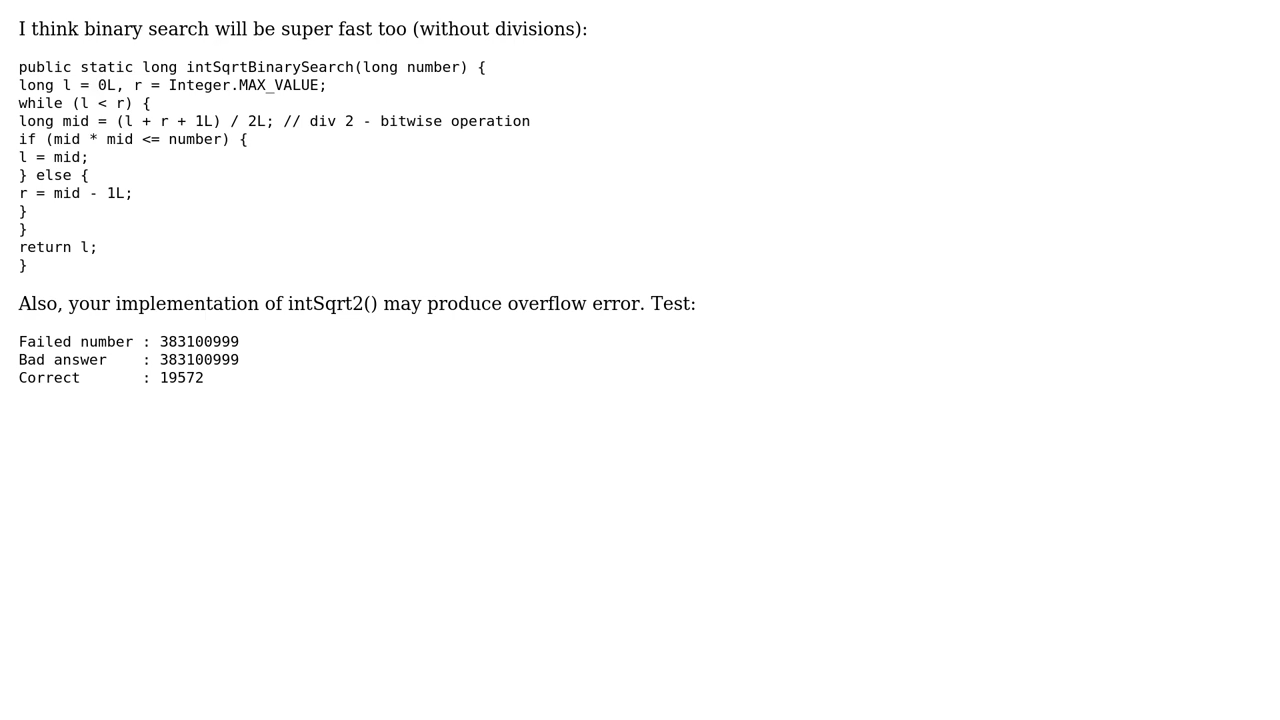 I think binary search will be super fast too (without divisions):
public static long intSqrtBinarySearch(long number) {
long l = 0L, r = Integer.MAX_VALUE;
while (l < r) {
long mid = (l + r + 1L) / 2L; // div 2 - bitwise operation
if (mid * mid <= number) {
l = mid;
} else {
r = mid - 1L;
}
}
return l;
}
Also, your implementation of intSqrt2() may produce overflow error. Test:
Failed number : 383100999
Bad answer    : 383100999
Correct       : 19572